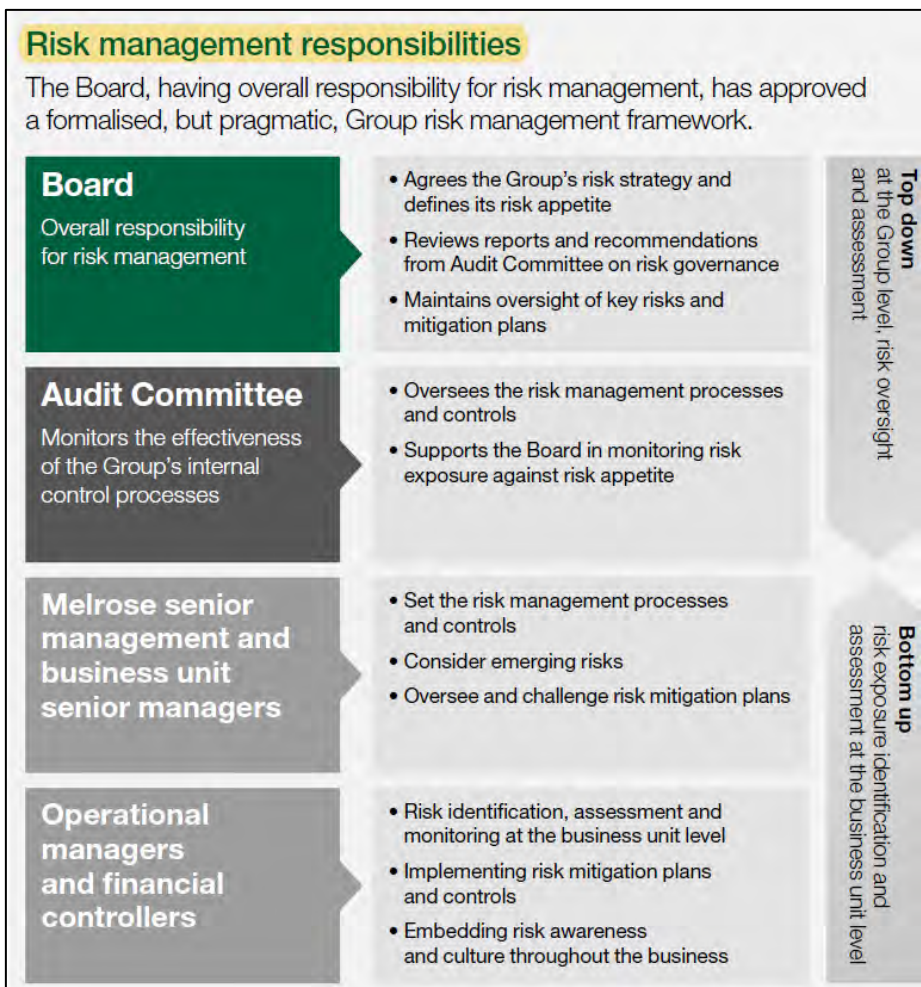 Risk management responsibilities
The Board, having overall responsibility for risk management, has approved
a formalised, but pragmatic, Group risk management framework.
Board
Overall responsibility
for risk management
• Agrees the Group's risk strategy and
defines its risk appetite
• Reviews reports and recommendations
from Audit Committee on risk governance
• Maintains oversight of key risks and
mitigation plans
Audit Committee
Monitors the effectiveness
of the Group's internal
control processes
• Oversees the risk management processes
and controls
• Supports the Board in monitoring risk
exposure against risk appetite
Top down
at the Group level, risk oversight
and assessment
Melrose senior
management and
business unit
senior managers
• Set the risk management processes
and controls
• Consider emerging risks
• Oversee and challenge risk mitigation plans
Operational
managers
and financial
controllers
• Risk identification, assessment and
monitoring at the business unit level
• Implementing risk mitigation plans
and controls
• Embedding risk awareness
and culture throughout the business
Bottom up
risk exposure identification and
assessment at the business unit level